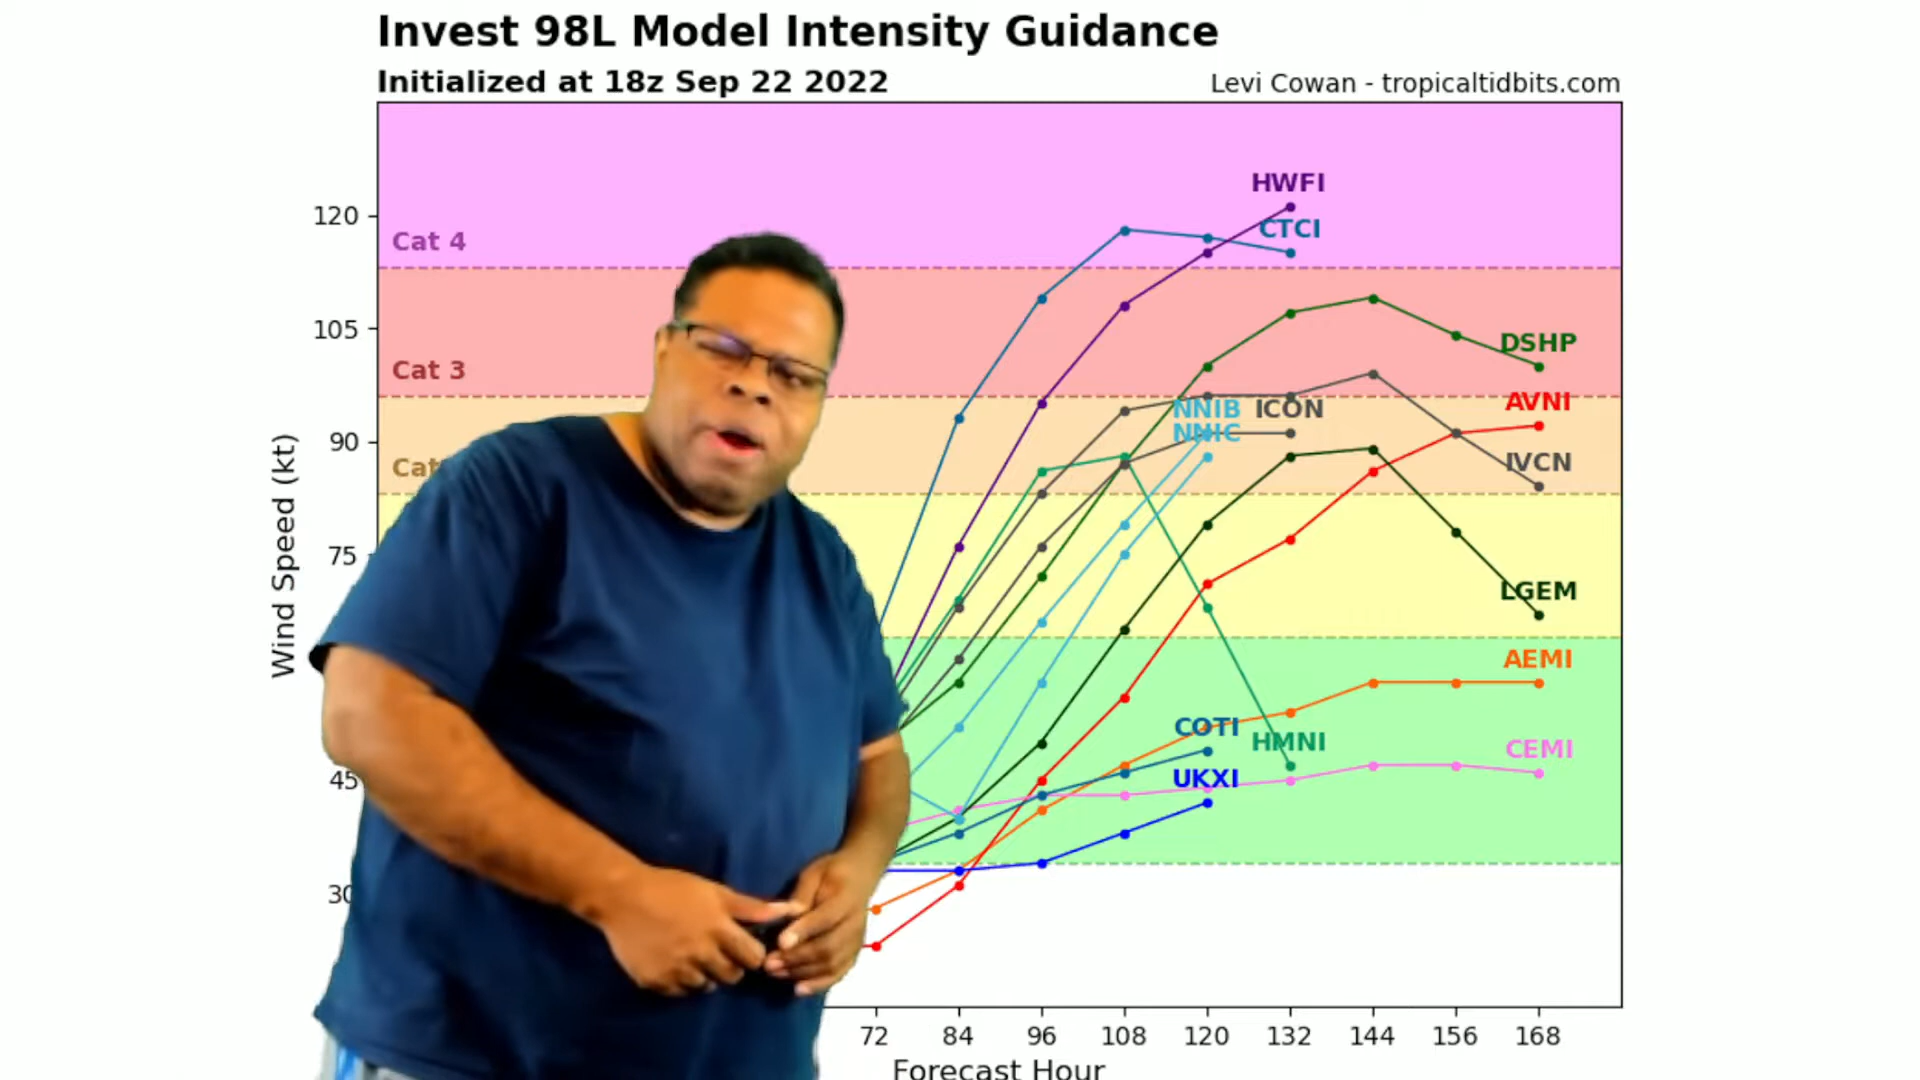 Invest 98L Model Intensity Guidance
Initialized at 18z Sep 22 2022
Levi Cowan - tropicaltidbits.com
HWFI
120
CTCI
Cat 4
105
DSHP
Cat 3
AVNI
NNIB ICON
NNIC
90
IVCN
Cat
Wind Speed (kt)
75
LGEM
AEMI
COTI
HMNI
CEMI
45
UKXI
30
72 84 96 108 120 132 144 156 168
Forecast Hour